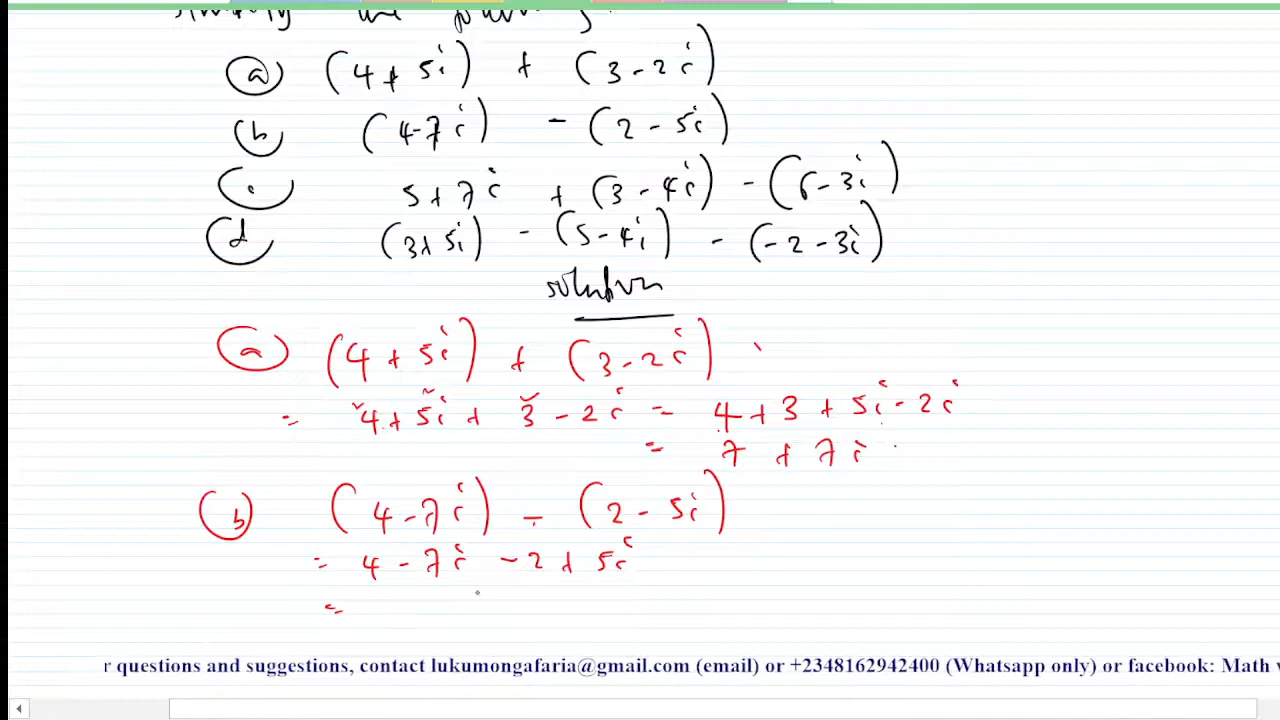 simplify the following
(a) (4 + 5i) + (3 - 2i)
(b) (4 - 7i) - (2 - 5i)
(c) 5 + 7i + (3 - 4i) - (6 - 3i)
(d) (3 + 5i) - (5 - 4i) - (-2 - 3i)
solution
(a) (4 + 5i) + (3 - 2i)
= 4 + 5i + 3 - 2i = 4 + 3 + 5i - 2i
= 7 + 7i
(b) (4 - 7i) - (2 - 5i)
= 4 - 7i - 2 + 5i
=
r questions and suggestions, contact lukumongafaria@gmail.com (email) or +2348162942400 (Whatsapp only) or facebook: Math